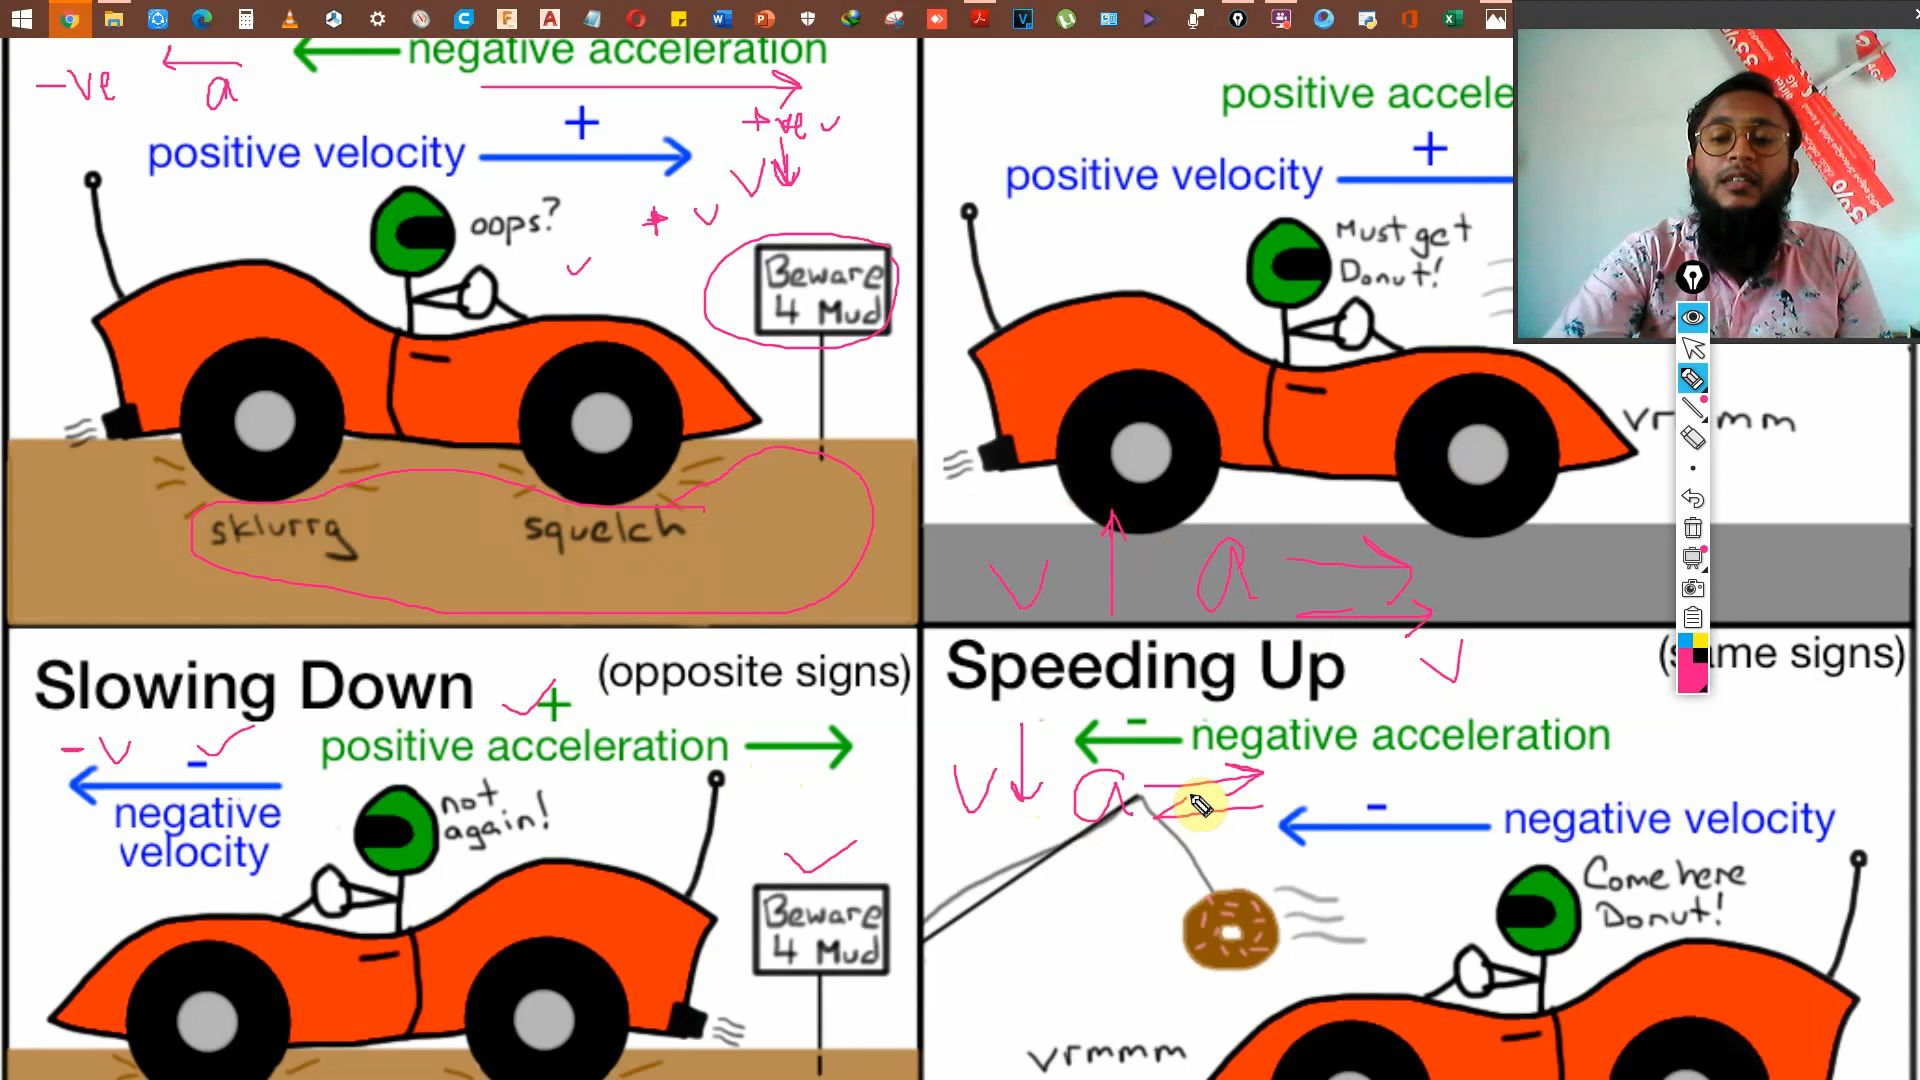 negative acceleration
-ve
a
+ve
+
positive velocity
v
+ v
oops?
Beware
4 Mud
sklurrg
squelch
positive accele
+
positive velocity
Must get
Donut!
vr mm
v
a
v
Slowing Down
(opposite signs)
+
- v
-
positive acceleration
negative
velocity
not
again!
Beware
4 Mud
Speeding Up
(s me signs)
-
negative acceleration
v
a
-
negative velocity
Come here
Donut!
vrmmm
airtel
4G